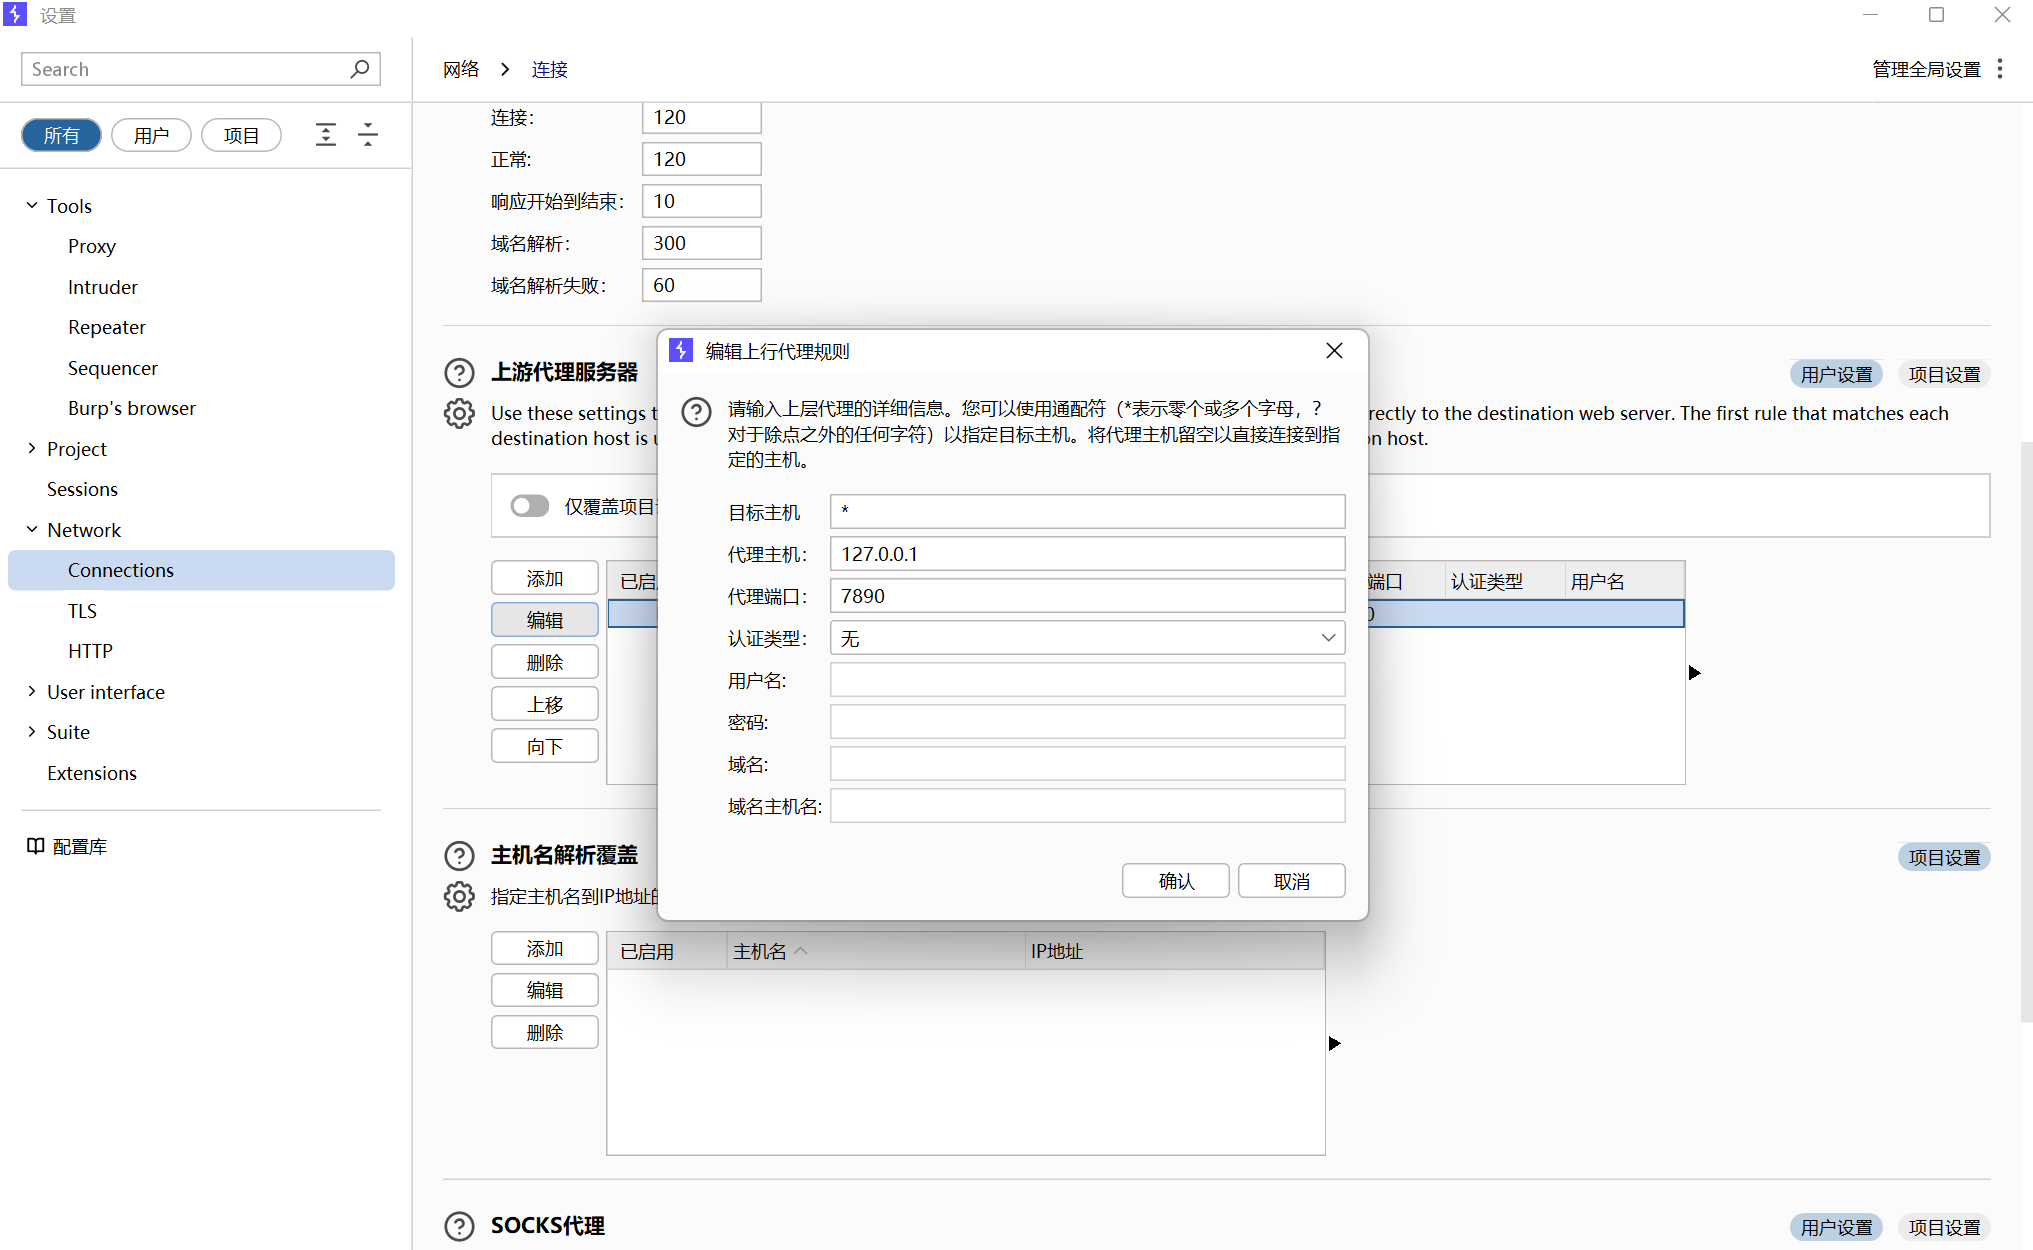 设置
Search
所有 用户 项目
Tools
Proxy
Intruder
Repeater
Sequencer
Burp's browser
Project
Sessions
Network
Connections
TLS
HTTP
User interface
Suite
Extensions
配置库
网络 > 连接
管理全局设置
连接: 120
正常: 120
响应开始到结束: 10
域名解析: 300
域名解析失败: 60
上游代理服务器
用户设置 项目设置
Use these settings
rectly to the destination web server. The first rule that matches each
destination host is
host.
仅覆盖项目
添加
编辑
删除
上移
向下
端口 认证类型 用户名
编辑上行代理规则
请输入上层代理的详细信息。您可以使用通配符（*表示零个或多个字母，?
对于除点之外的任何字符）以指定目标主机。将代理主机留空以直接连接到指
定的主机。
目标主机 *
代理主机: 127.0.0.1
代理端口: 7890
认证类型: 无
用户名:
密码:
域名:
域名主机名:
确认 取消
主机名解析覆盖
项目设置
指定主机名到IP地址
添加
编辑
删除
已启用 主机名 IP地址
SOCKS代理
用户设置 项目设置